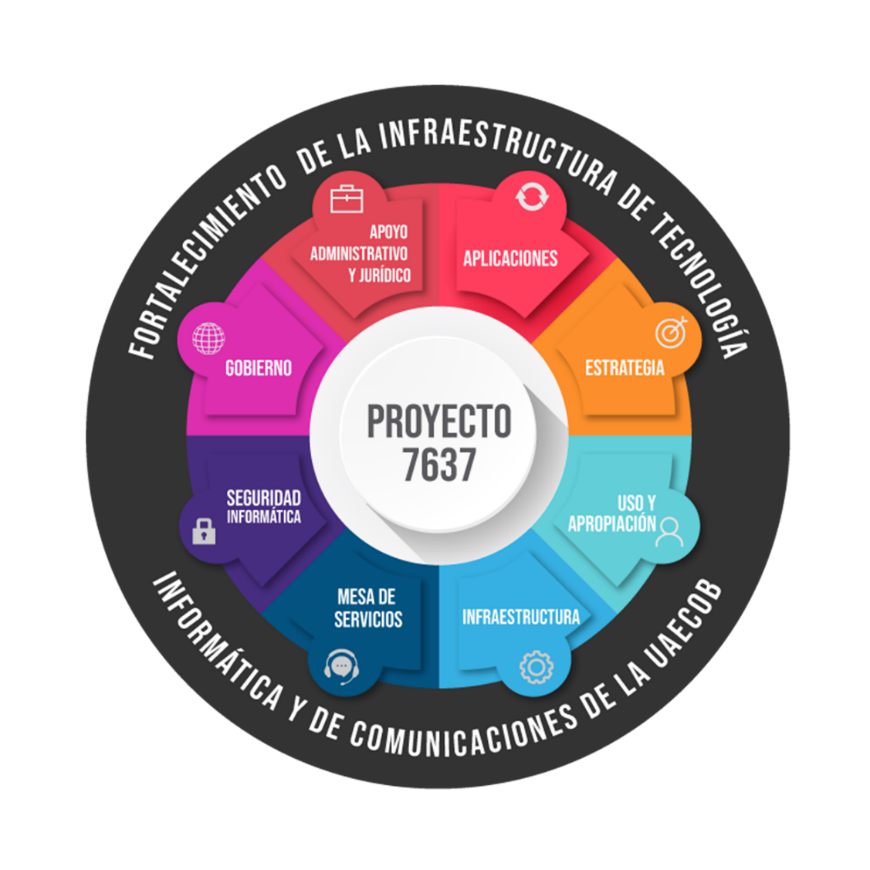 FORTALECIMIENTO DE LA INFRAESTRUCTURA DE TECNOLOGÍA
APOYO
ADMINISTRATIVO
Y JURÍDICO
APLICACIONES
GOBIERNO
ESTRATEGIA
PROYECTO
7637
SEGURIDAD
INFORMÁTICA
USO Y
APROPIACIÓN
MESA DE
SERVICIOS
INFRAESTRUCTURA
INFORMÁTICA Y DE COMUNICACIONES DE LA UAECOB